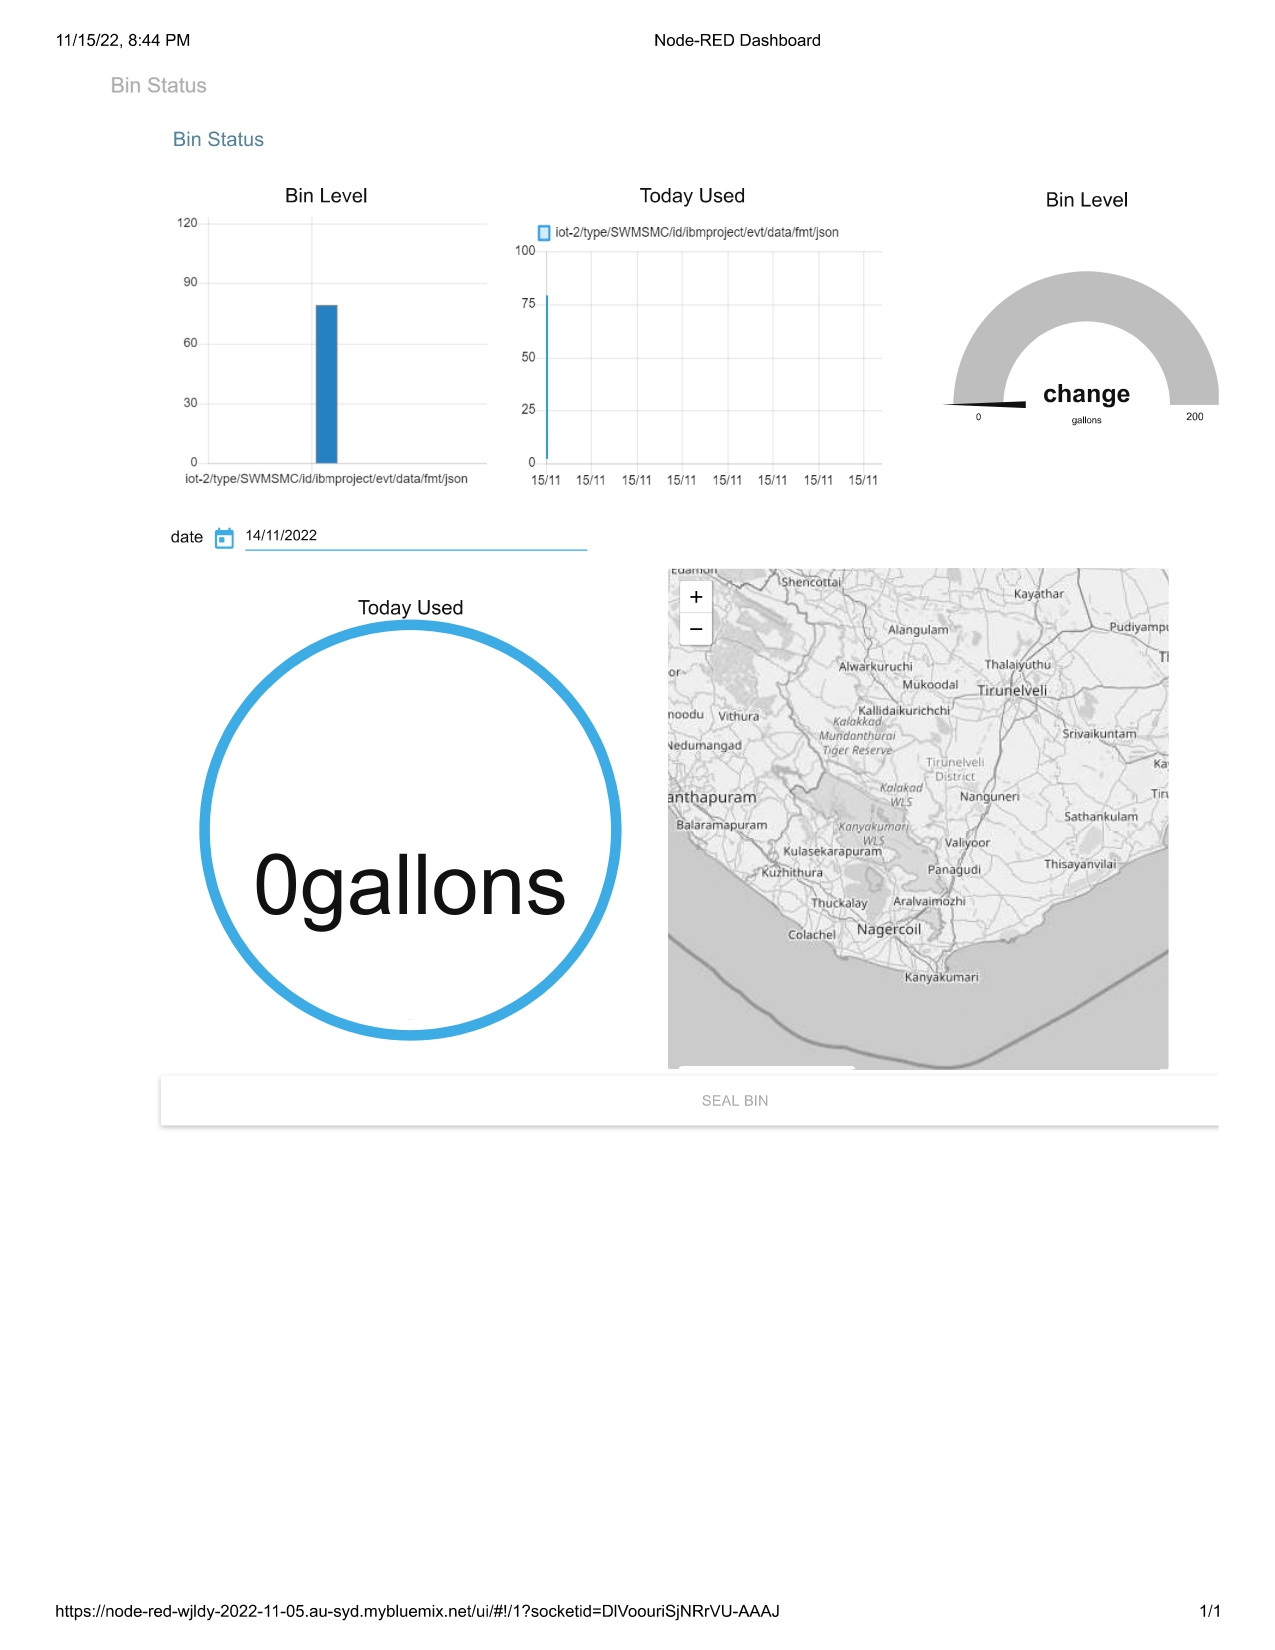 11/15/22, 8:44 PM
Node-RED Dashboard
Bin Status
Bin Status
Bin Level
120
90
60
30
0
iot-2/type/SWMSMC/id/ibmproject/evt/data/fmt/json
Today Used
iot-2/type/SWMSMC/id/ibmproject/evt/data/fmt/json
100
75
50
25
0
15/11 15/11 15/11 15/11 15/11 15/11 15/11 15/11
Bin Level
change
0
gallons
200
date 14/11/2022
Today Used
0gallons
+
−
Shencottai
Kayathar
Alangulam
Pudiyampu
Alwarkuruchi
Thalaiyuthu
Mukoodal
Tirunelveli
noodu
Vithura
Kallidaikurichchi
Kalakkad
Mundanthurai
Tiger Reserve
Srivaikuntam
Nedumangad
Tirunelveli
District
Ka
anthapuram
Kalakad
WLS
Nanguneri
Tiru
Balaramapuram
Kanyakumari
WLS
Sathankulam
Kulasekarapuram
Valiyoor
Kuzhithura
Panagudi
Thisayanvilai
Thuckalay
Aralvaimozhi
Colachel
Nagercoil
Kanyakumari
SEAL BIN
https://node-red-wjldy-2022-11-05.au-syd.mybluemix.net/ui/#!/1?socketid=DlVoouriSjNRrVU-AAAJ
1/1